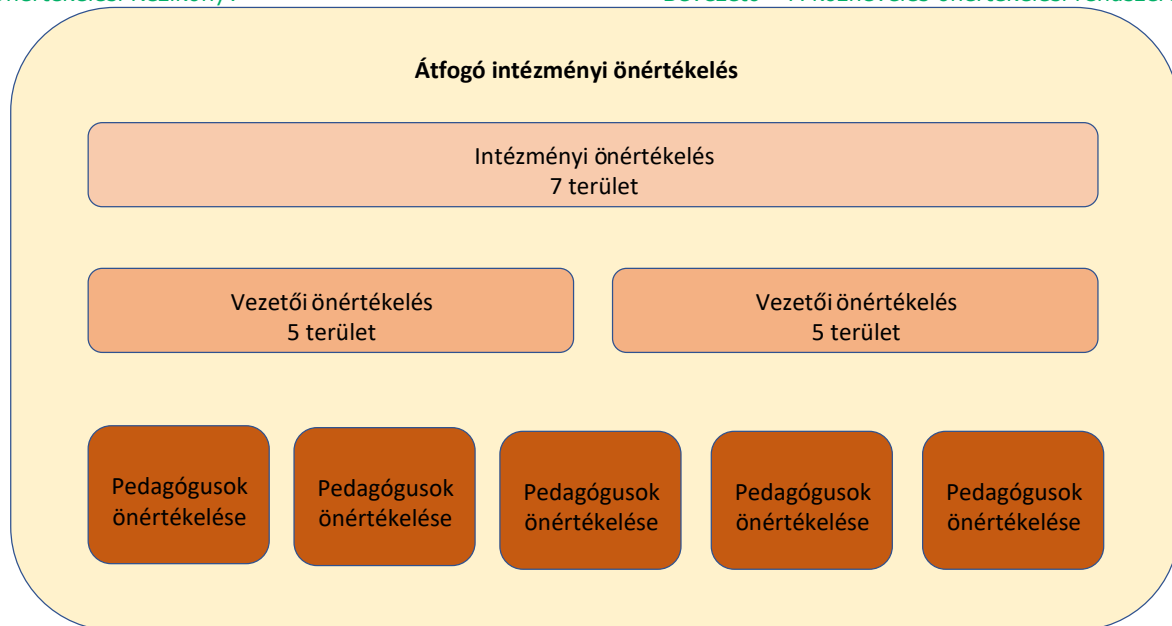 Átfogó intézményi önértékelés
Intézményi önértékelés
7 terület
Vezetői önértékelés
5 terület
Vezetői önértékelés
5 terület
Pedagógusok
önértékelése
Pedagógusok
önértékelése
Pedagógusok
önértékelése
Pedagógusok
önértékelése
Pedagógusok
önértékelése